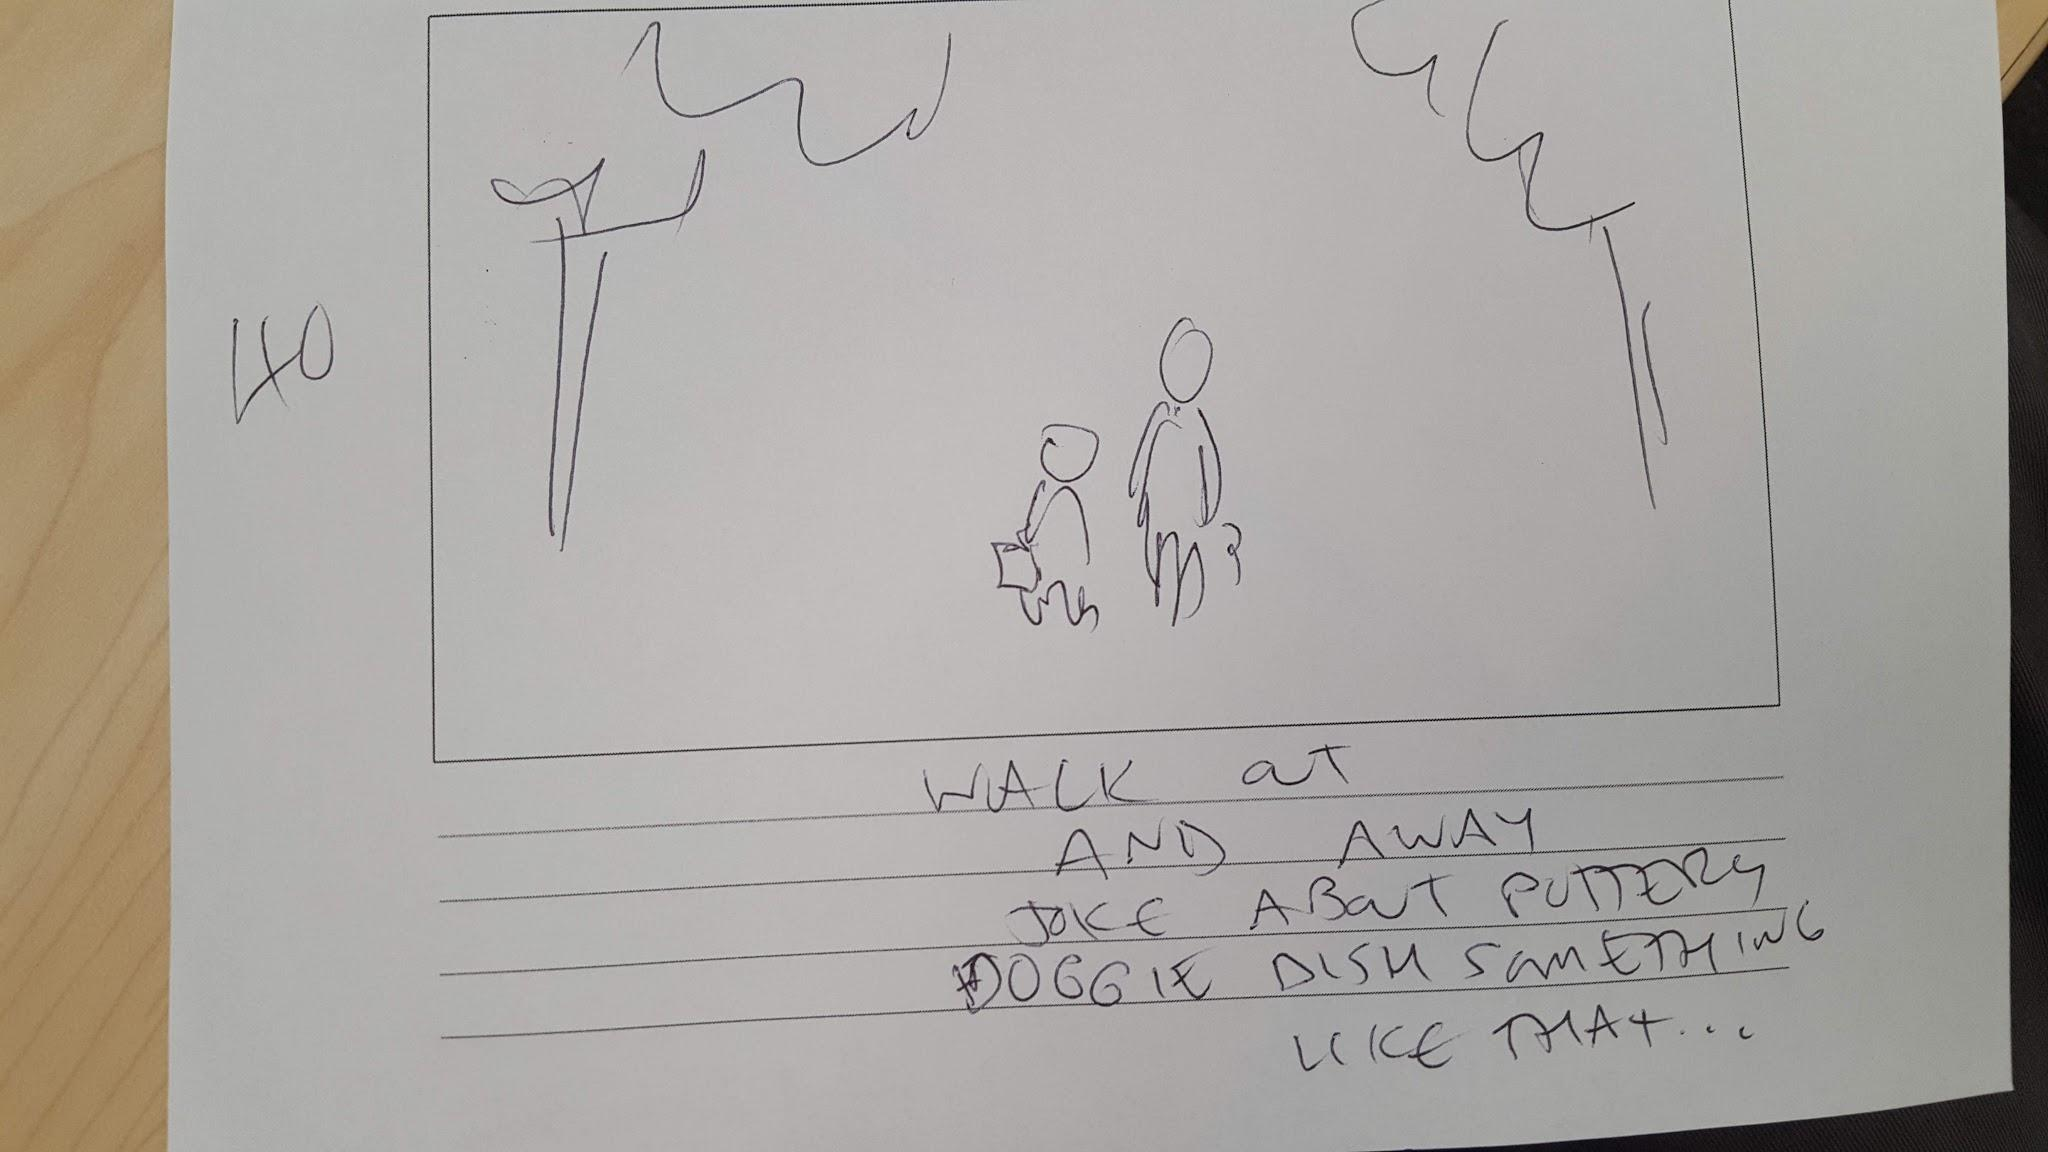 40
WALK OUT
AND AWAY
JOKE ABOUT POTTERY
DOGGIE DISH SOMETHING
LIKE THAT...